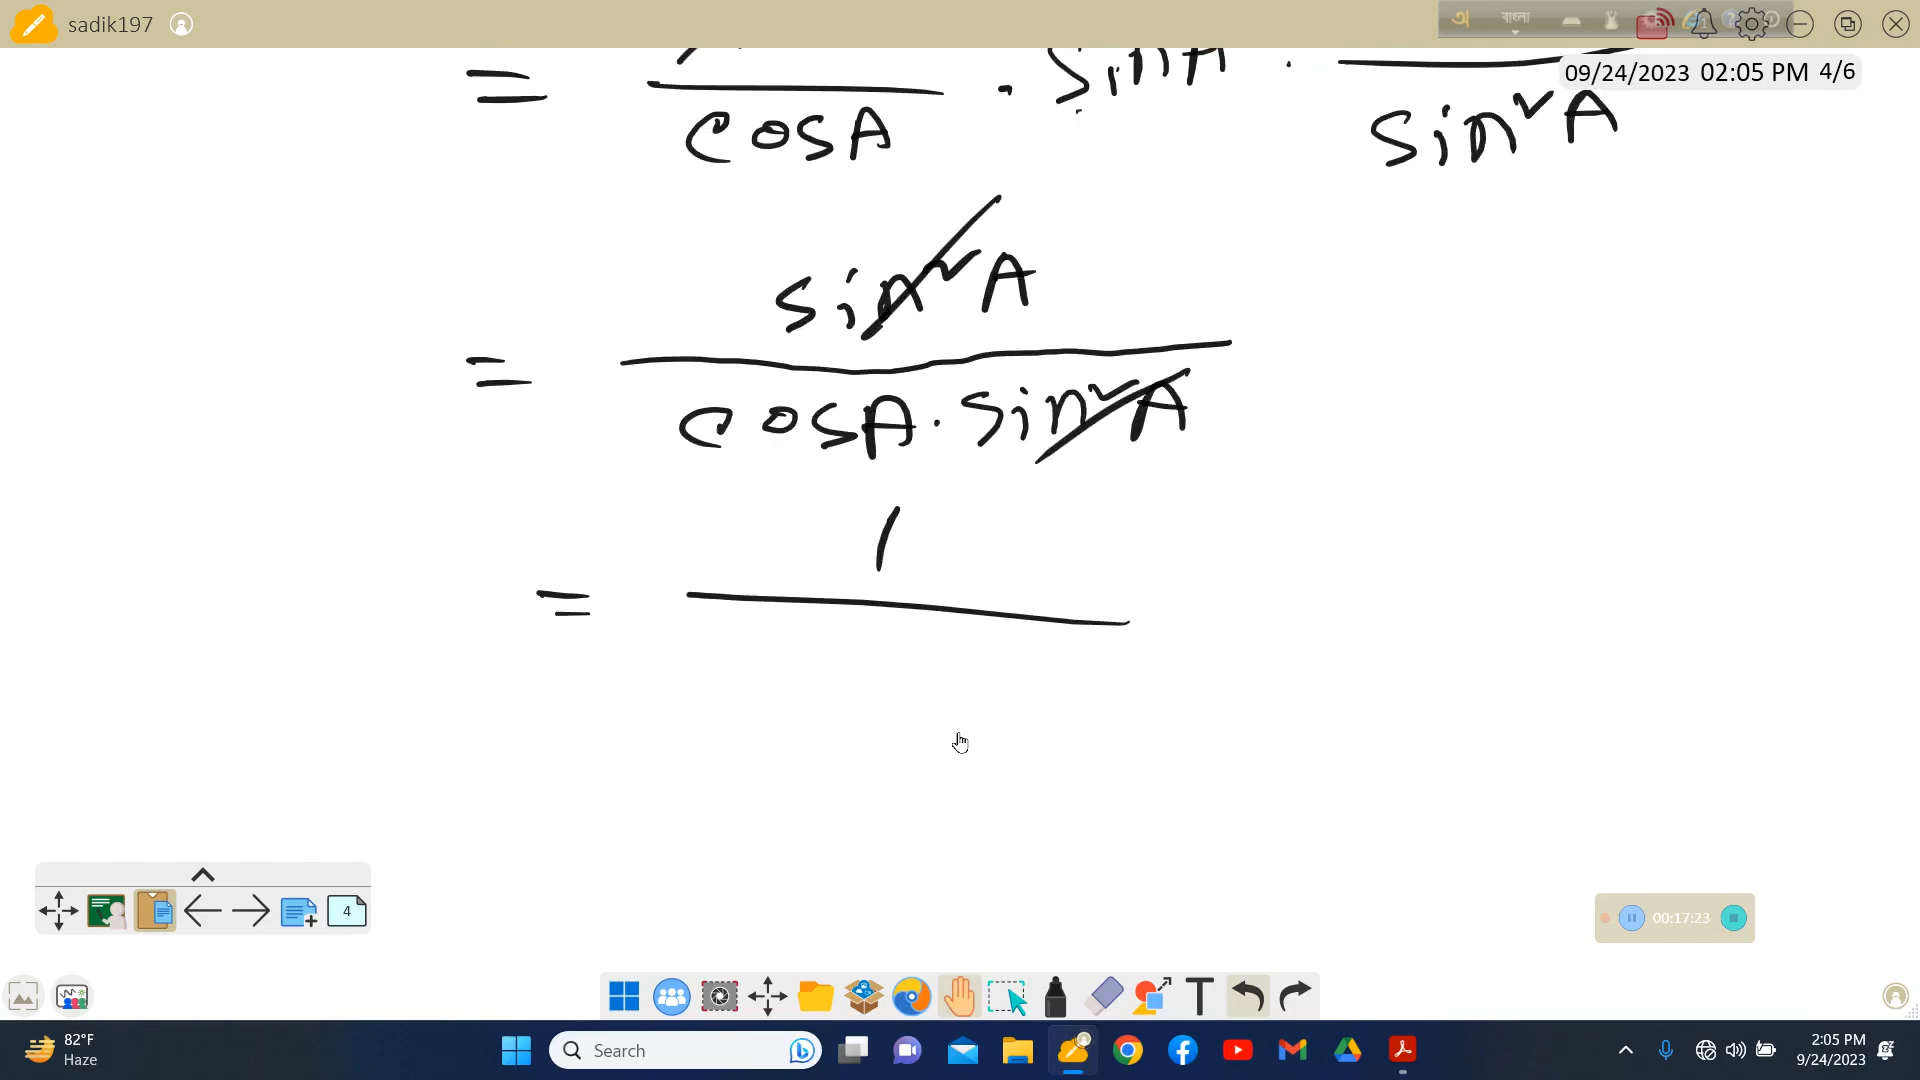 sadik197
বাংলা
09/24/2023 02:05 PM 4/6
= / cosA · sinA · / sin²A
= sin²A / cosA · sin²A
= 1 /
4
00:17:23
T
82°F
Haze
Search
2:05 PM
9/24/2023